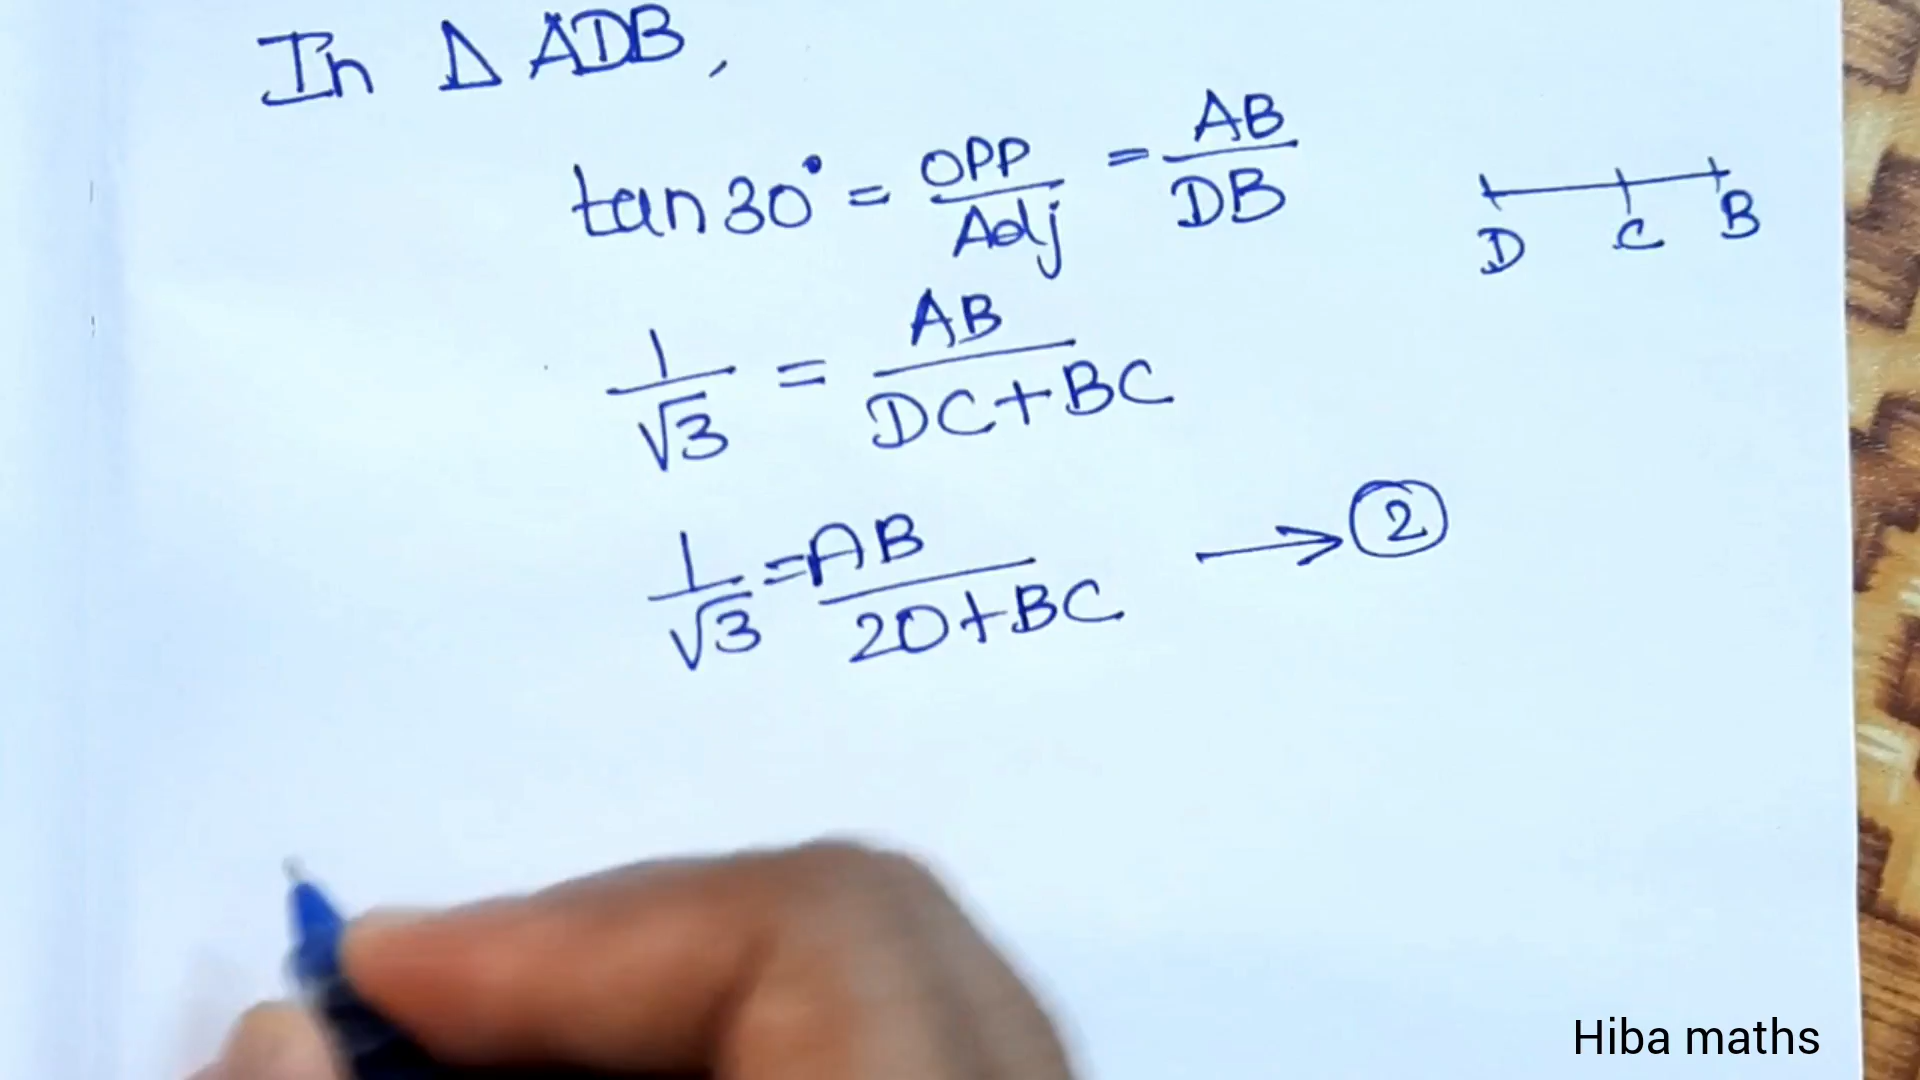 In Δ ADB,
tan 30° = OPP/Adj = AB/DB
D C B
1/√3 = AB/DC+BC
1/√3 = AB/20+BC → 2
Hiba maths